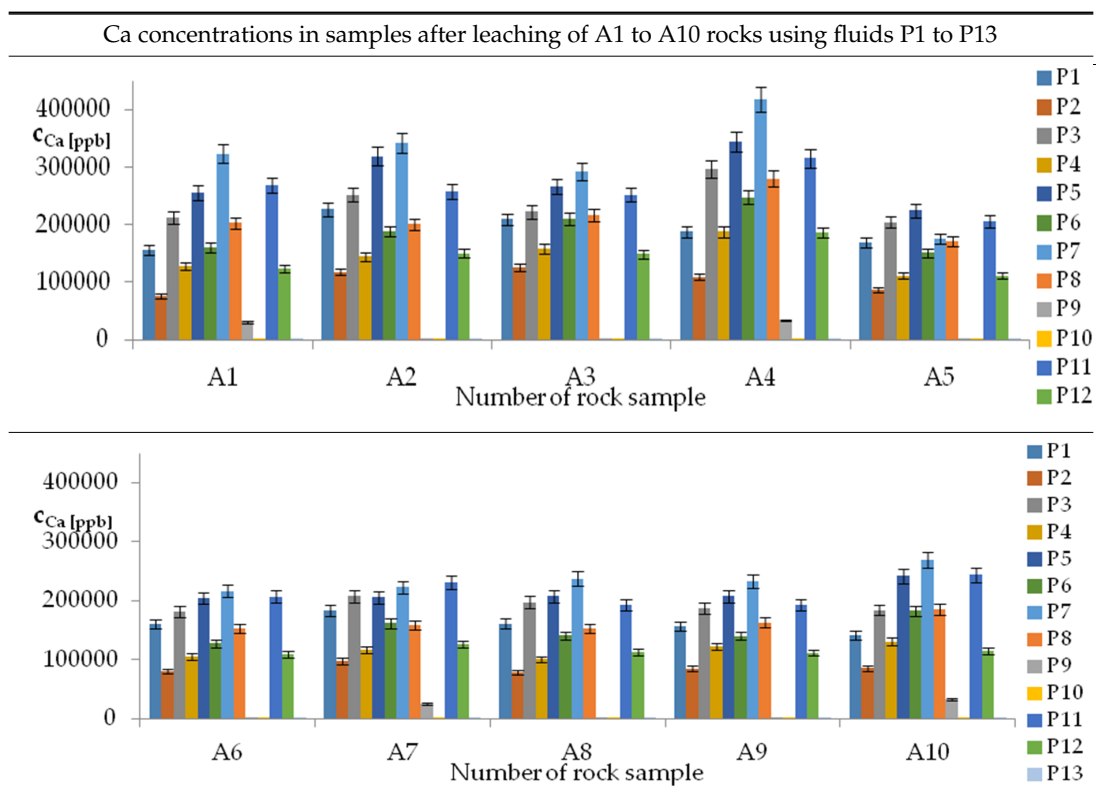 Ca concentrations in samples after leaching of A1 to A10 rocks using fluids P1 to P13
400000
cCa [ppb]
300000
200000
100000
0
A1 A2 A3 A4 A5
Number of rock sample
P1
P2
P3
P4
P5
P6
P7
P8
P9
P10
P11
P12
400000
cCa [ppb]
300000
200000
100000
0
A6 A7 A8 A9 A10
Number of rock sample
P1
P2
P3
P4
P5
P6
P7
P8
P9
P10
P11
P12
P13